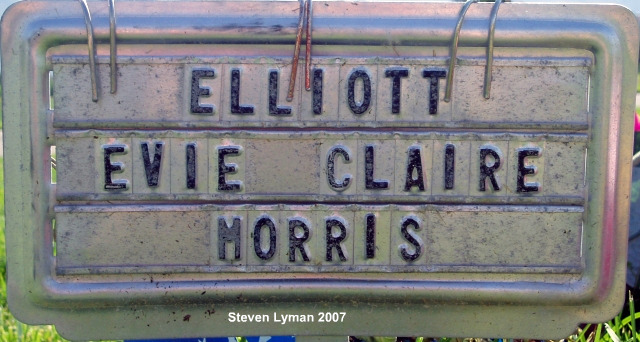 ELLIOTT
EVIE CLAIRE
MORRIS
Steven Lyman 2007